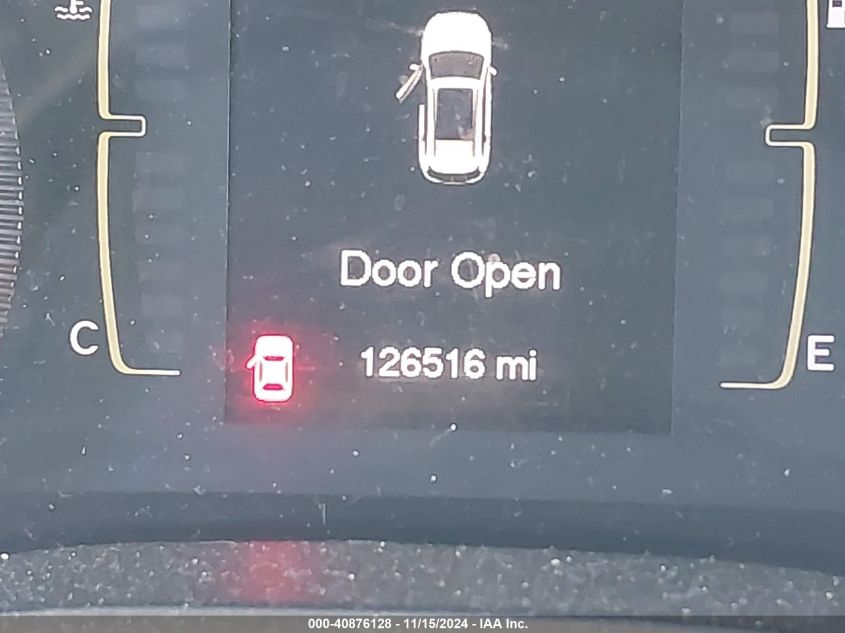 Door Open
C
126516 mi
E
000-40876128 - 11/15/2024 - IAA Inc.